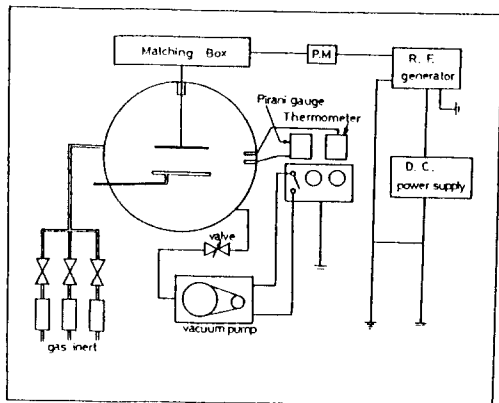 Matching Box
P.M
R. F.
generator
Pirani gauge
Thermometer
D. C.
power supply
valve
vacuum pump
gas inert